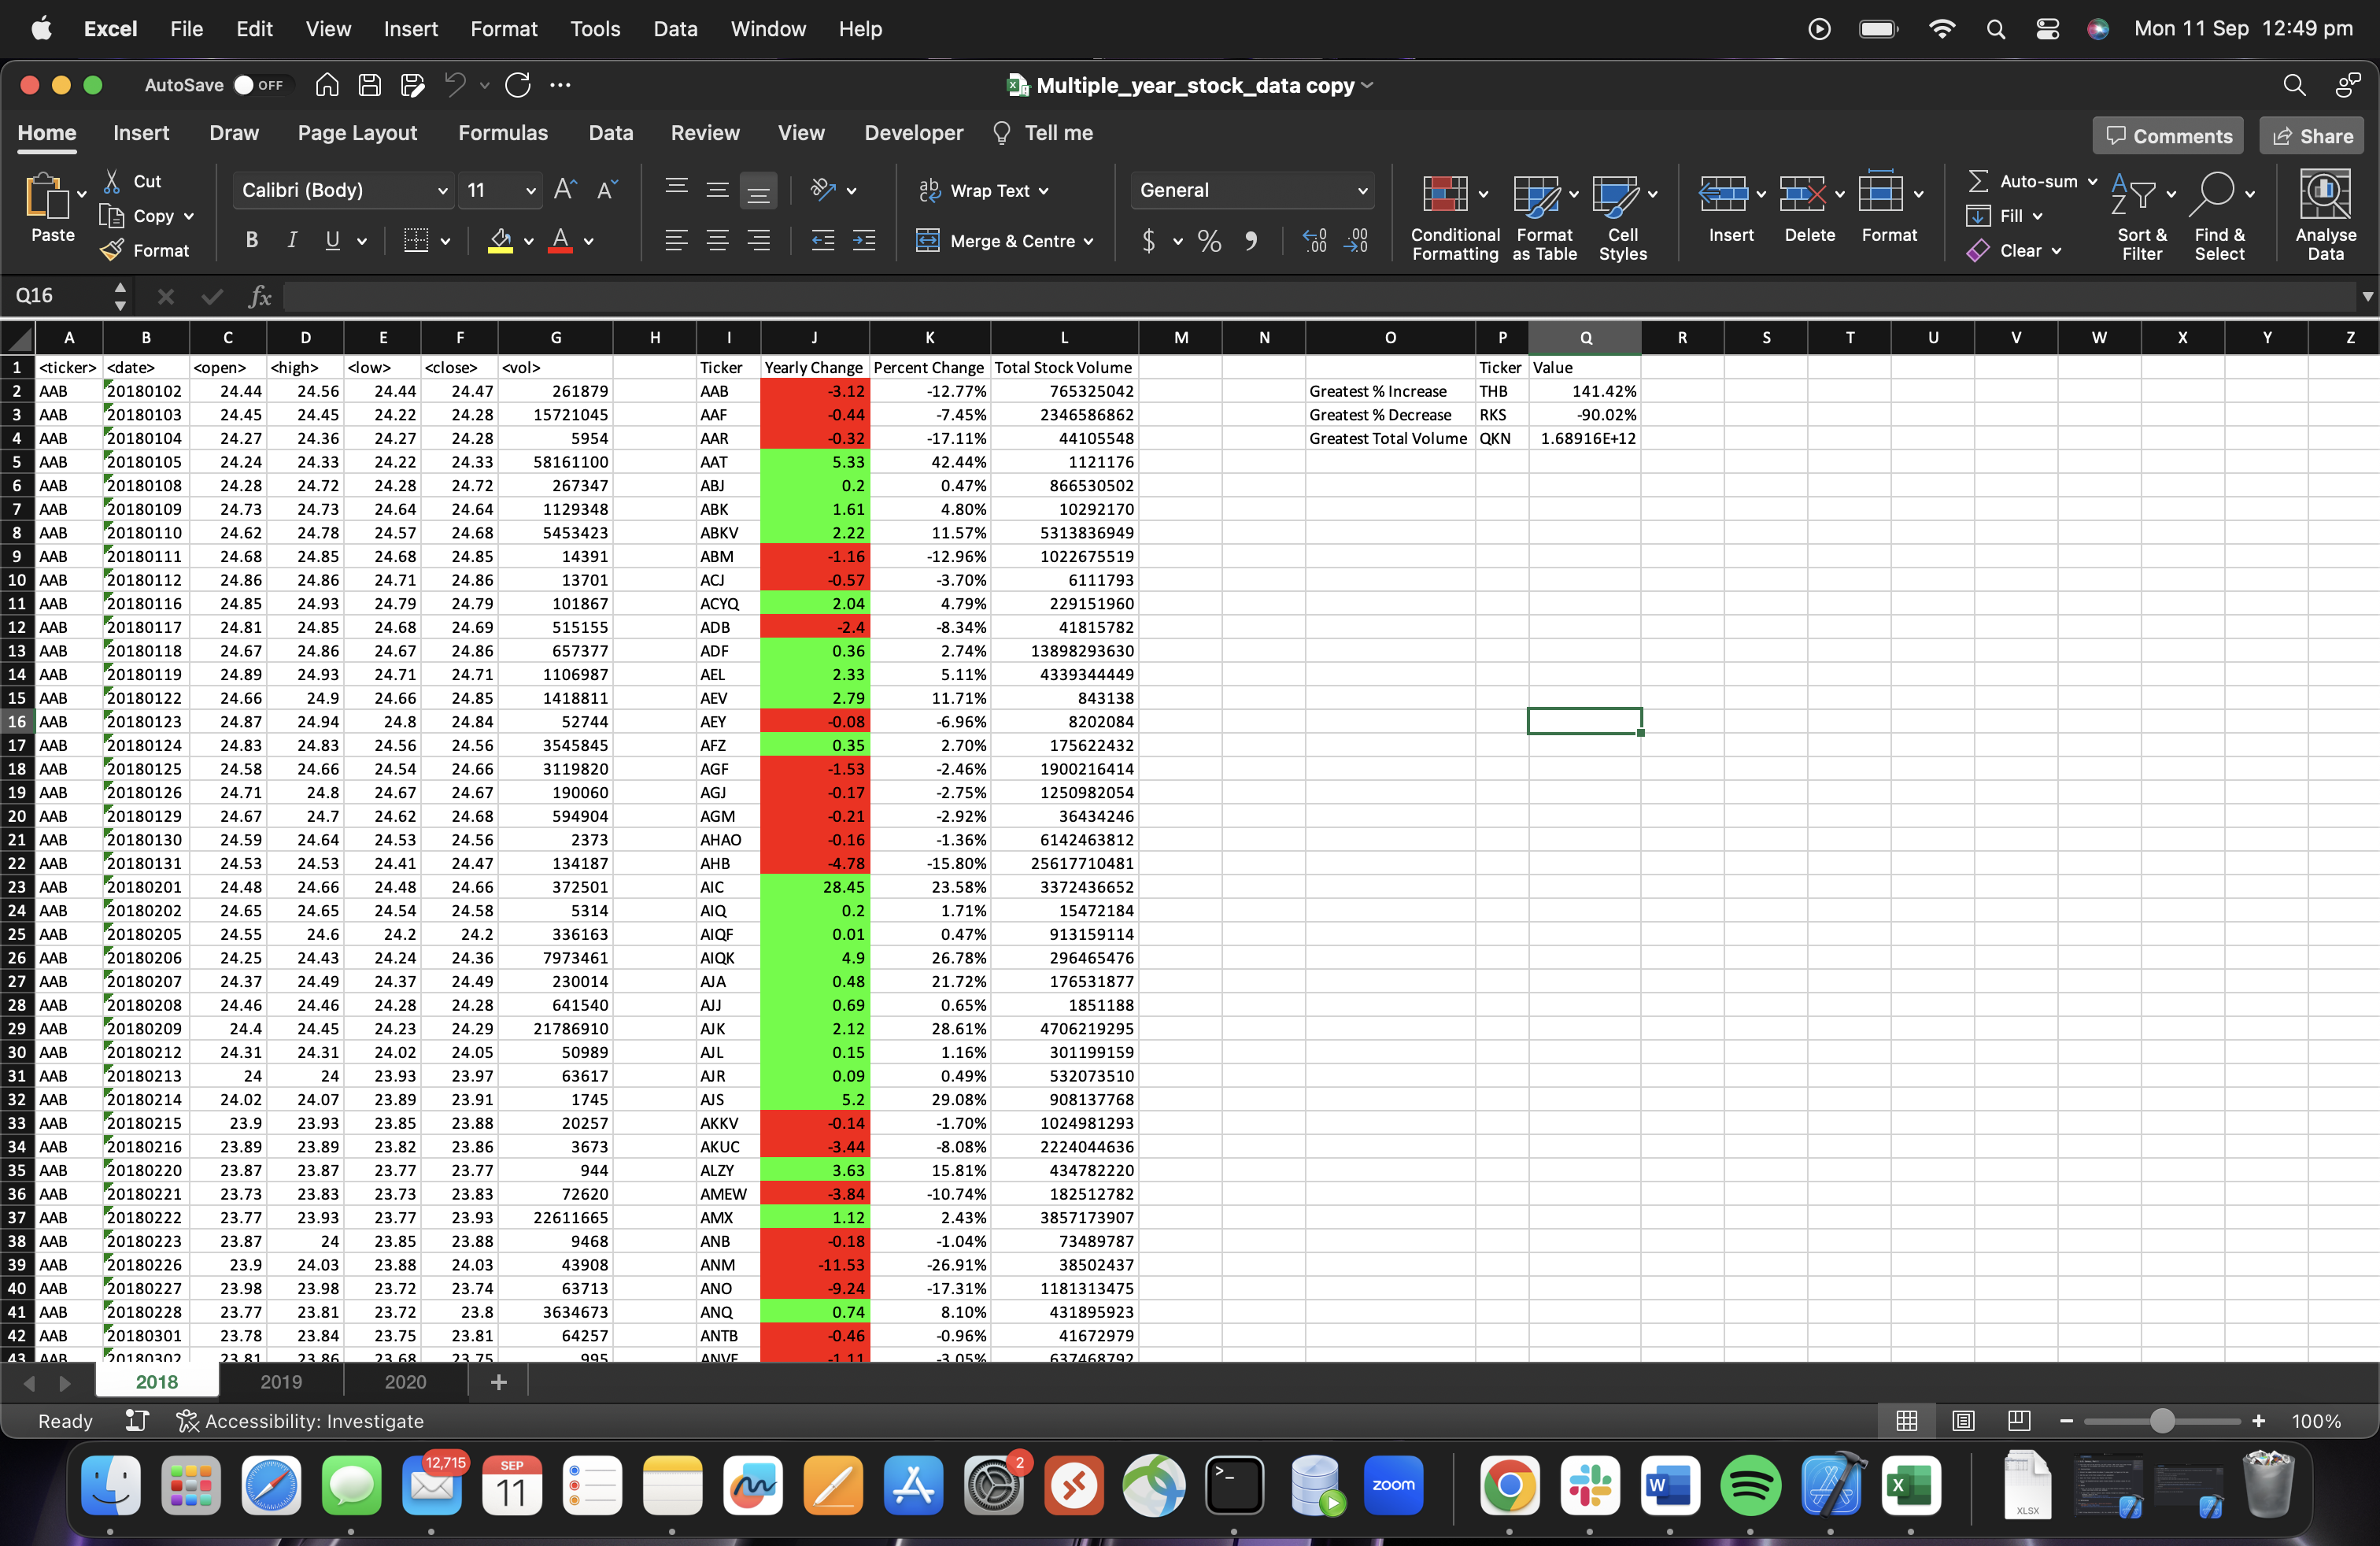 Excel File Edit View Insert Format Tools Data Window Help Mon 11 Sep 12:49 pm
AutoSave OFF Multiple_year_stock_data copy
Home Insert Draw Page Layout Formulas Data Review View Developer Tell me Comments Share
Paste Cut Copy Format Calibri (Body) 11 Wrap Text Merge & Centre General Conditional Formatting Format as Table Cell Styles Insert Delete Format Auto-sum Fill Clear Sort & Filter Find & Select Analyse Data
Q16 fx
A B C D E F G H I J K L M N O P Q R S T U V W X Y Z
1 <ticker> <date> <open> <high> <low> <close> <vol> Ticker Yearly Change Percent Change Total Stock Volume Ticker Value
2 AAB 20180102 24.44 24.56 24.44 24.47 261879 AAB -3.12 -12.77% 765325042 Greatest % Increase THB 141.42%
3 AAB 20180103 24.45 24.45 24.22 24.28 15721045 AAF -0.44 -7.45% 2346586862 Greatest % Decrease RKS -90.02%
4 AAB 20180104 24.27 24.36 24.27 24.28 5954 AAR -0.32 -17.11% 44105548 Greatest Total Volume QKN 1.68916E+12
5 AAB 20180105 24.24 24.33 24.22 24.33 58161100 AAT 5.33 42.44% 1121176
6 AAB 20180108 24.28 24.72 24.28 24.72 267347 ABJ 0.2 0.47% 866530502
7 AAB 20180109 24.73 24.73 24.64 24.64 1129348 ABK 1.61 4.80% 10292170
8 AAB 20180110 24.62 24.78 24.57 24.68 5453423 ABKV 2.22 11.57% 5313836949
9 AAB 20180111 24.68 24.85 24.68 24.85 14391 ABM -1.16 -12.96% 1022675519
10 AAB 20180112 24.86 24.86 24.71 24.86 13701 ACJ -0.57 -3.70% 6111793
11 AAB 20180116 24.85 24.93 24.79 24.79 101867 ACYQ 2.04 4.79% 229151960
12 AAB 20180117 24.81 24.85 24.68 24.69 515155 ADB -2.4 -8.34% 41815782
13 AAB 20180118 24.67 24.86 24.67 24.86 657377 ADF 0.36 2.74% 13898293630
14 AAB 20180119 24.89 24.93 24.71 24.71 1106987 AEL 2.33 5.11% 4339344449
15 AAB 20180122 24.66 24.9 24.66 24.85 1418811 AEV 2.79 11.71% 843138
16 AAB 20180123 24.87 24.94 24.8 24.84 52744 AEY -0.08 -6.96% 8202084
17 AAB 20180124 24.83 24.83 24.56 24.56 3545845 AFZ 0.35 2.70% 175622432
18 AAB 20180125 24.58 24.66 24.54 24.66 3119820 AGF -1.53 -2.46% 1900216414
19 AAB 20180126 24.71 24.8 24.67 24.67 190060 AGJ -0.17 -2.75% 1250982054
20 AAB 20180129 24.67 24.7 24.62 24.68 594904 AGM -0.21 -2.92% 36434246
21 AAB 20180130 24.59 24.64 24.53 24.56 2373 AHAO -0.16 -1.36% 6142463812
22 AAB 20180131 24.53 24.53 24.41 24.47 134187 AHB -4.78 -15.80% 25617710481
23 AAB 20180201 24.48 24.66 24.48 24.66 372501 AIC 28.45 23.58% 3372436652
24 AAB 20180202 24.65 24.65 24.54 24.58 5314 AIQ 0.2 1.71% 15472184
25 AAB 20180205 24.55 24.6 24.2 24.2 336163 AIQF 0.01 0.47% 913159114
26 AAB 20180206 24.25 24.43 24.24 24.36 7973461 AIQK 4.9 26.78% 296465476
27 AAB 20180207 24.37 24.49 24.37 24.49 230014 AJA 0.48 21.72% 176531877
28 AAB 20180208 24.46 24.46 24.28 24.28 641540 AJJ 0.69 0.65% 1851188
29 AAB 20180209 24.4 24.45 24.23 24.29 21786910 AJK 2.12 28.61% 4706219295
30 AAB 20180212 24.31 24.31 24.02 24.05 50989 AJL 0.15 1.16% 301199159
31 AAB 20180213 24 24 23.93 23.97 63617 AJR 0.09 0.49% 532073510
32 AAB 20180214 24.02 24.07 23.89 23.91 1745 AJS 5.2 29.08% 908137768
33 AAB 20180215 23.9 23.93 23.85 23.88 20257 AKKV -0.14 -1.70% 1024981293
34 AAB 20180216 23.89 23.89 23.82 23.86 3673 AKUC -3.44 -8.08% 2224044636
35 AAB 20180220 23.87 23.87 23.77 23.77 944 ALZY 3.63 15.81% 434782220
36 AAB 20180221 23.73 23.83 23.73 23.83 72620 AMEW -3.84 -10.74% 182512782
37 AAB 20180222 23.77 23.93 23.77 23.93 22611665 AMX 1.12 2.43% 3857173907
38 AAB 20180223 23.87 24 23.85 23.88 9468 ANB -0.18 -1.04% 73489787
39 AAB 20180226 23.9 24.03 23.88 24.03 43908 ANM -11.53 -26.91% 38502437
40 AAB 20180227 23.98 23.98 23.72 23.74 63713 ANO -9.24 -17.31% 1181313475
41 AAB 20180228 23.77 23.81 23.72 23.8 3634673 ANQ 0.74 8.10% 431895923
42 AAB 20180301 23.78 23.84 23.75 23.81 64257 ANTB -0.46 -0.96% 41672979
43 AAB 20180302 23.81 23.86 23.68 23.75 995 ANVE -1.11 -3.05% 637468792
2018 2019 2020 +
Ready Accessibility: Investigate 100%
12,715 SEP 11 2 zoom W X XLSX